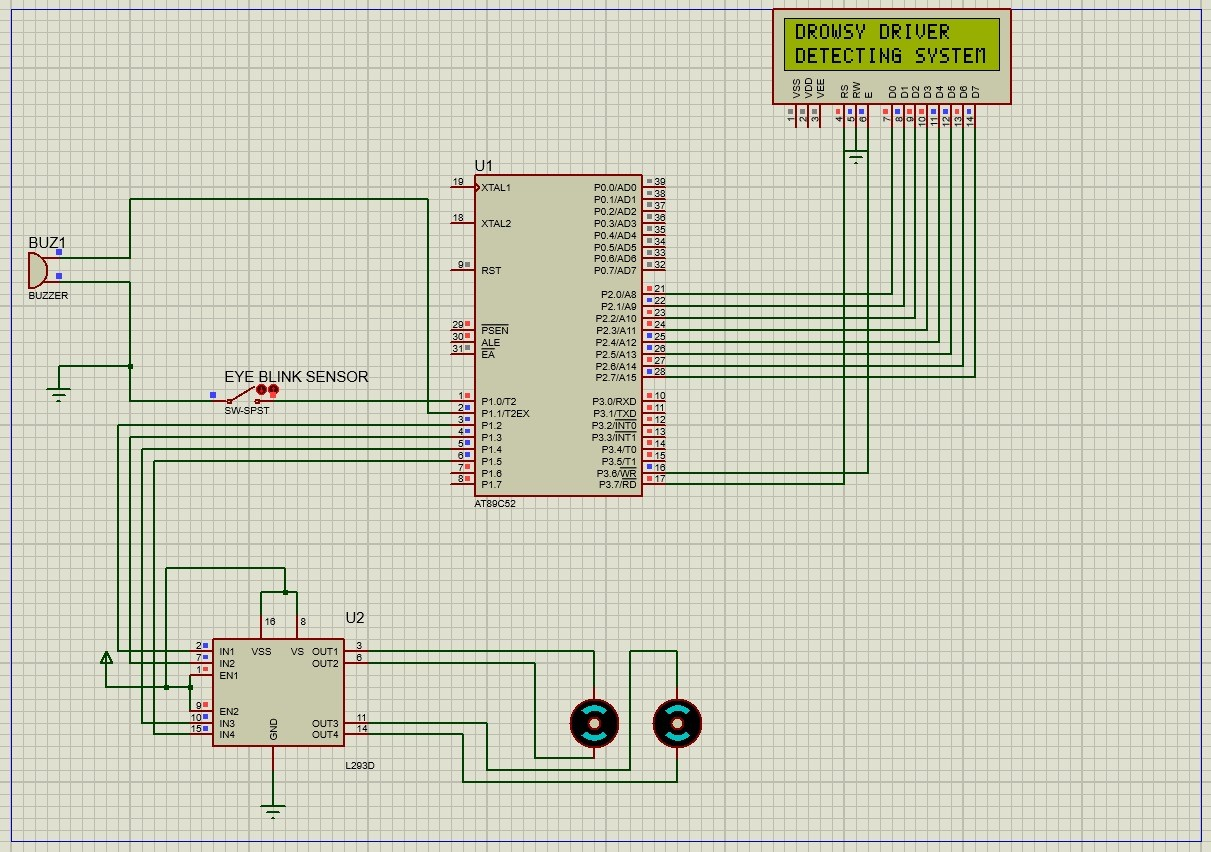 DROWSY DRIVER
DETECTING SYSTEM
VSS VDD VEE RS RW E D0 D1 D2 D3 D4 D5 D6 D7
1 2 3 4 5 6 7 8 9 10 11 12 13 14
U1
19 XTAL1 P0.0/AD0 39
P0.1/AD1 38
P0.2/AD2 37
18 XTAL2 P0.3/AD3 36
P0.4/AD4 35
P0.5/AD5 34
P0.6/AD6 33
9 RST P0.7/AD7 32
P2.0/A8 21
P2.1/A9 22
P2.2/A10 23
29 PSEN P2.3/A11 24
30 ALE P2.4/A12 25
31 EA P2.5/A13 26
P2.6/A14 27
P2.7/A15 28
1 P1.0/T2 P3.0/RXD 10
2 P1.1/T2EX P3.1/TXD 11
3 P1.2 P3.2/INT0 12
4 P1.3 P3.3/INT1 13
5 P1.4 P3.4/T0 14
6 P1.5 P3.5/T1 15
7 P1.6 P3.6/WR 16
8 P1.7 P3.7/RD 17
AT89C52
BUZ1
BUZZER
EYE BLINK SENSOR
SW-SPST
U2
16 8
2 IN1 VSS VS OUT1 3
7 IN2 OUT2 6
1 EN1
9 EN2
10 IN3 OUT3 11
15 IN4 OUT4 14
GND
L293D